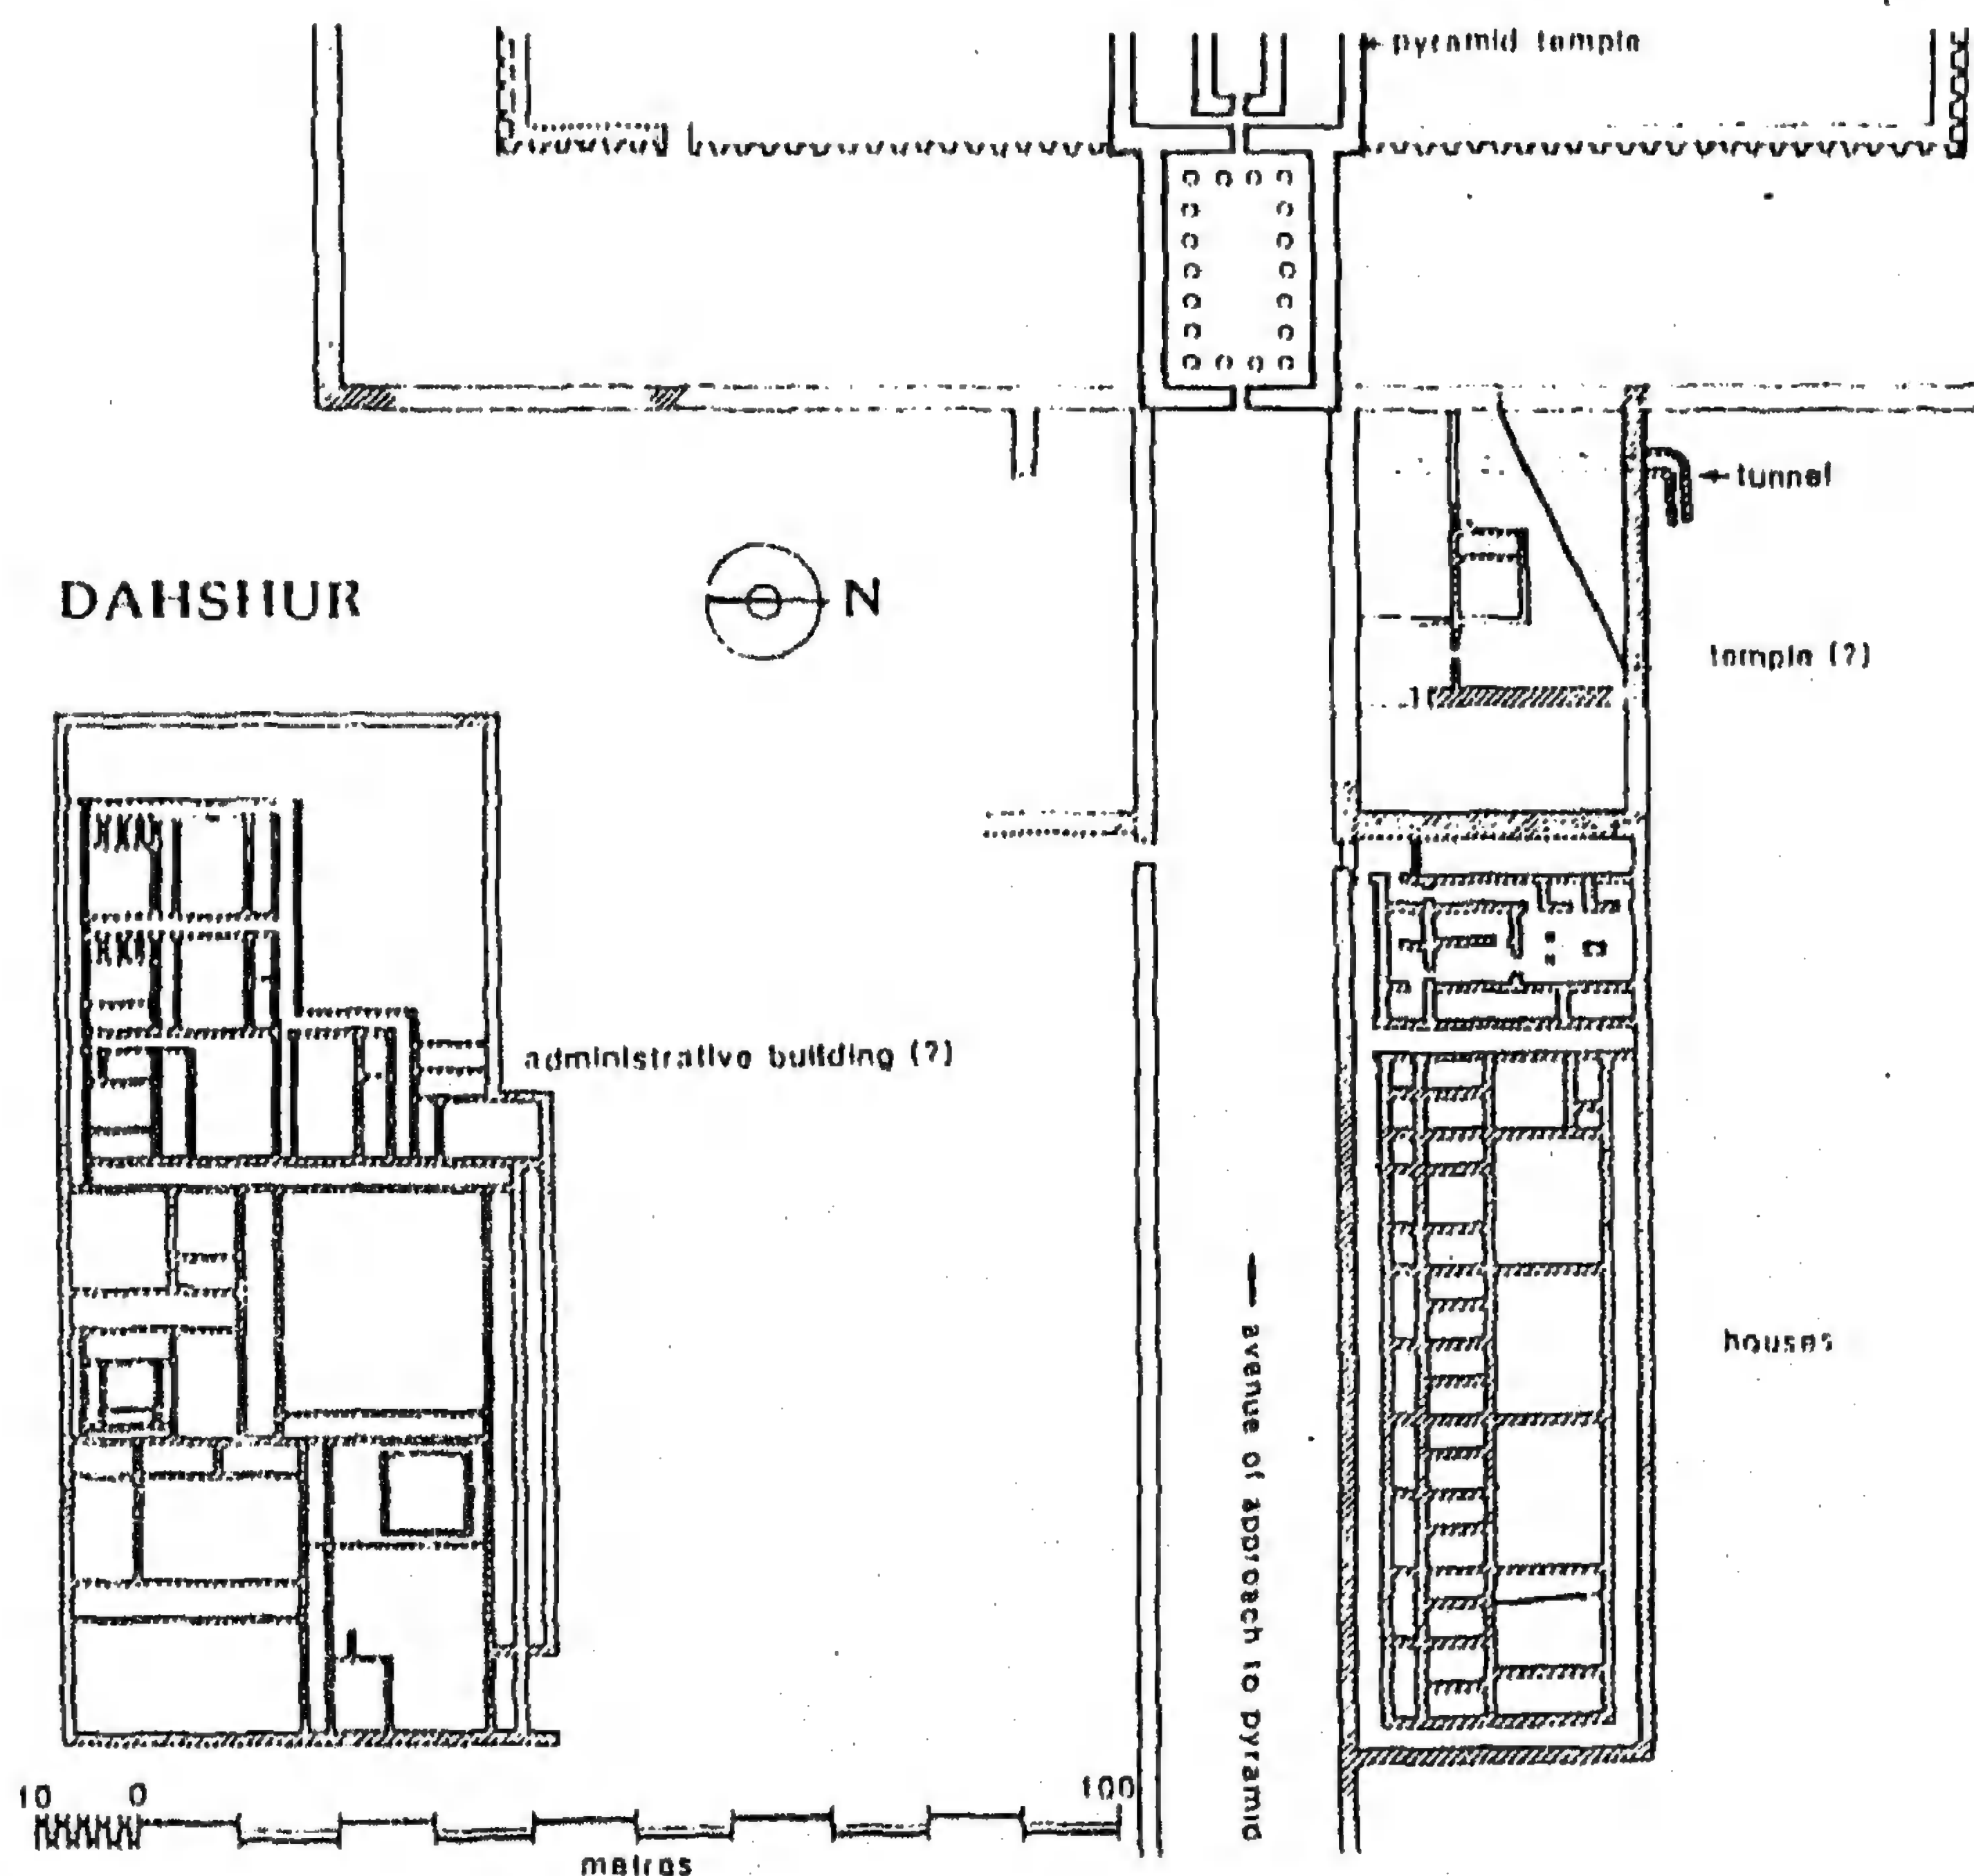 pyramid temple
tunnel
DAHSHUR
N
temple (?)
administrative building (?)
houses
avenue of approach to pyramid
10 0 100
metres